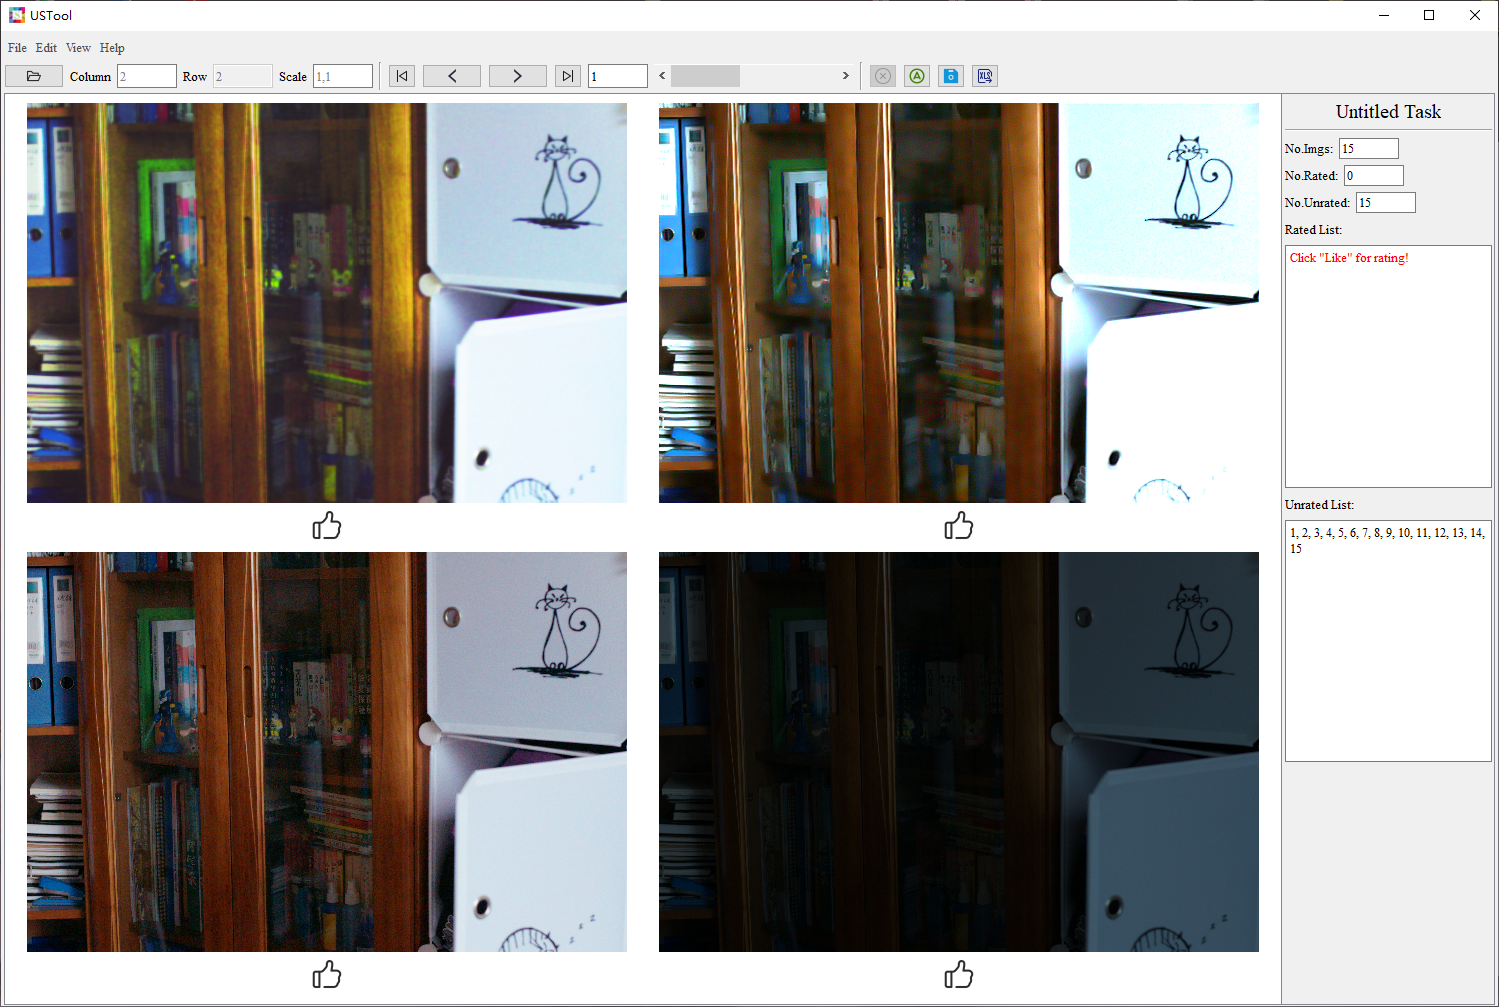 USTool
File Edit View Help
Column 2 Row 2 Scale 1,1 1 XLS
Untitled Task
No.Imgs: 15
No.Rated: 0
No.Unrated: 15
Rated List:
Click "Like" for rating!
Unrated List:
1, 2, 3, 4, 5, 6, 7, 8, 9, 10, 11, 12, 13, 14,
15